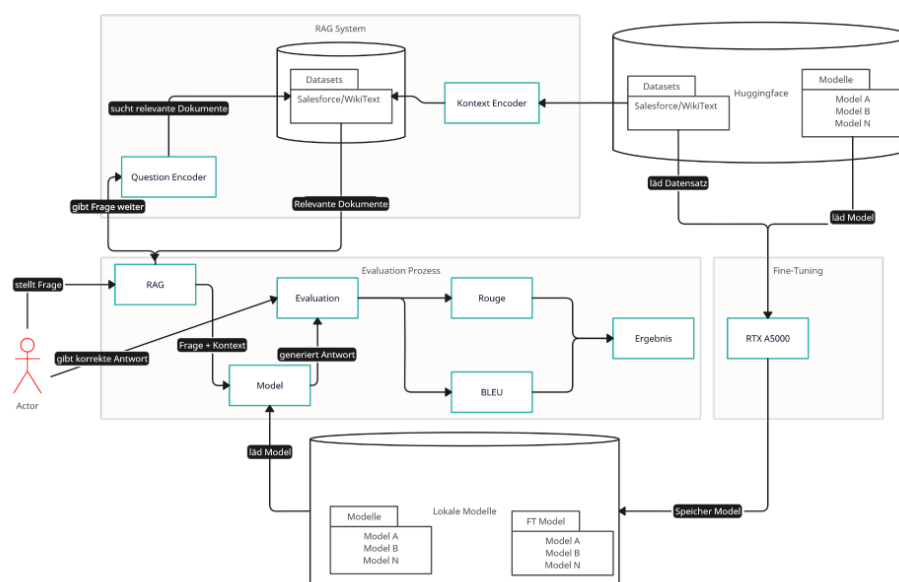 RAG System
Datasets
Salesforce/WikiText
Kontext Encoder
sucht relevante Dokumente
Question Encoder
gibt Frage weiter
Relevante Dokumente
Huggingface
Datasets
Salesforce/WikiText
Modelle
Model A
Model B
Model N
läd Datensatz
läd Model
Evaluation Prozess
stellt Frage
RAG
Evaluation
Rouge
Ergebnis
Frage + Kontext
generiert Antwort
gibt korrekte Antwort
Model
BLEU
Actor
Fine-Tuning
RTX A5000
läd Model
Speicher Model
Lokale Modelle
Modelle
Model A
Model B
Model N
FT Model
Model A
Model B
Model N